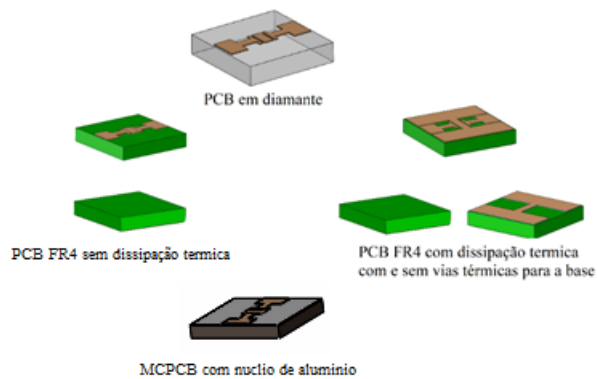 PCB em diamante
PCB FR4 sem dissipação termica
PCB FR4 com dissipação termica
com e sem vias térmicas para a base
MCPCB com nuclio de aluminio